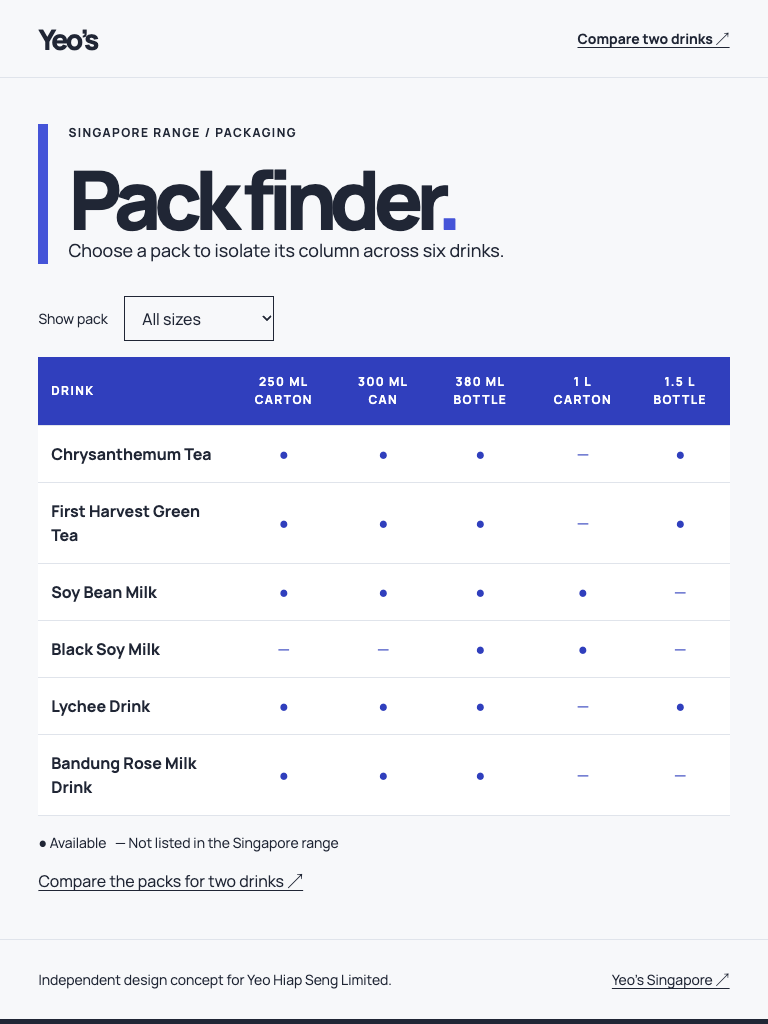 Yeo's
Compare two drinks ↗
SINGAPORE RANGE / PACKAGING
Pack finder.
Choose a pack to isolate its column across six drinks.
Show pack
All sizes
DRINK
250 ML CARTON
300 ML CAN
380 ML BOTTLE
1 L CARTON
1.5 L BOTTLE
Chrysanthemum Tea ● ● ● — ●
First Harvest Green
Tea ● ● ● — ●
Soy Bean Milk ● ● ● ● —
Black Soy Milk — — ● ● —
Lychee Drink ● ● ● — ●
Bandung Rose Milk
Drink ● ● ● — —
● Available — Not listed in the Singapore range
Compare the packs for two drinks ↗
Independent design concept for Yeo Hiap Seng Limited.
Yeo's Singapore ↗